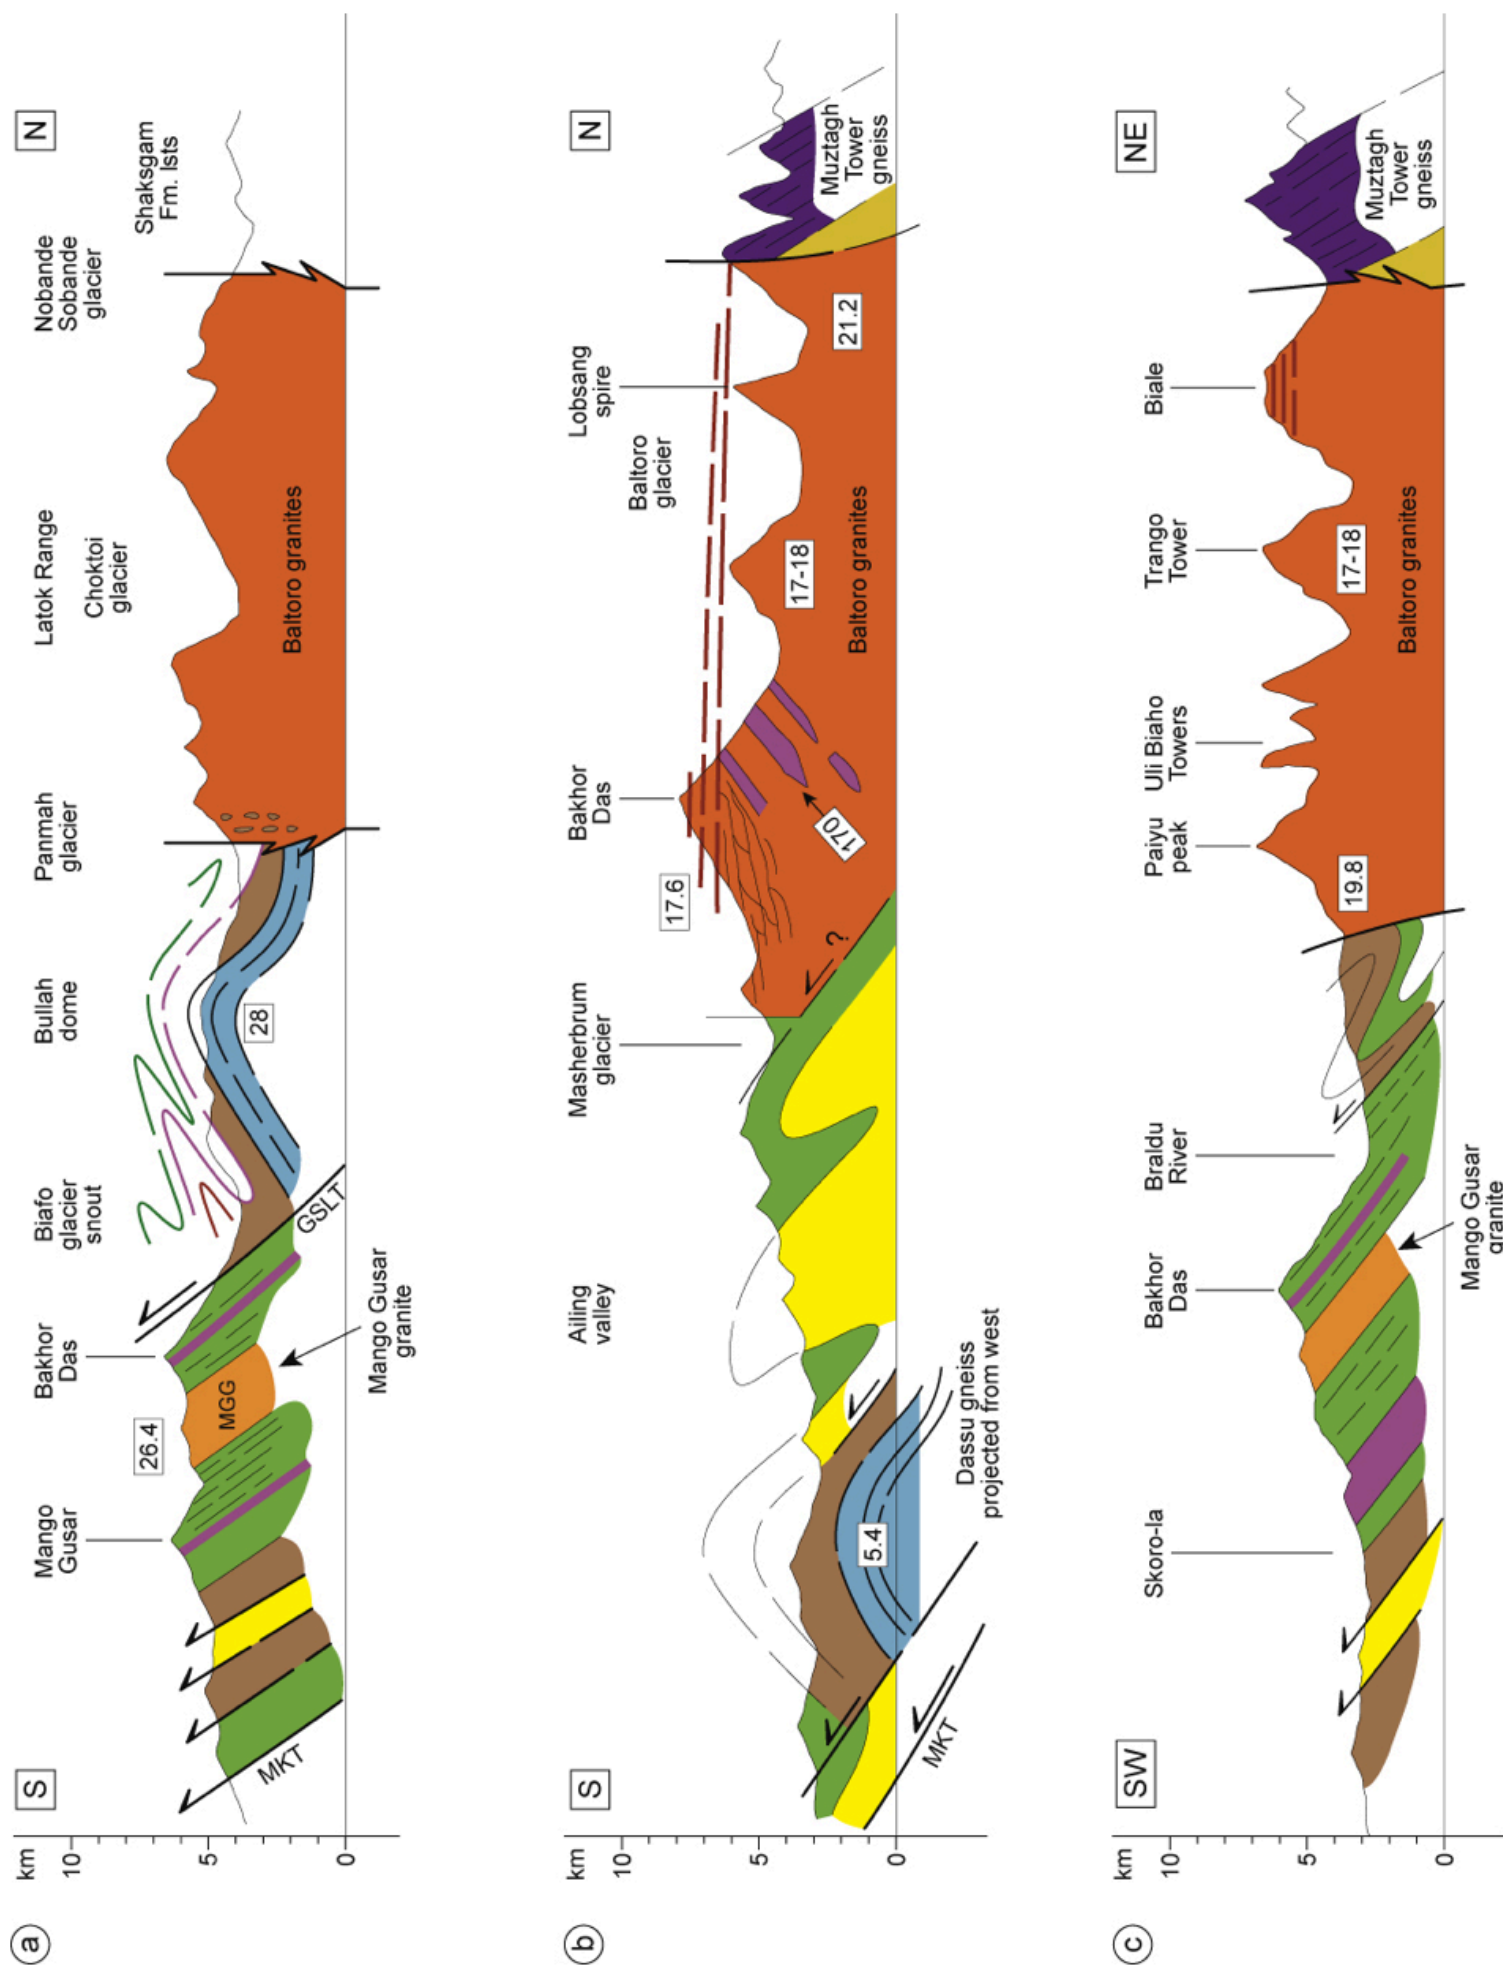 a
km
10
5
0
S
N
Mango
Gusar
Bakhor
Das
Biafo
glacier
snout
Bullah
dome
Panmah
glacier
Latok Range
Choktoi
glacier
Nobande
Sobande
glacier
Shaksgam
Fm. lsts
26.4
MGG
28
MKT
GSLT
Mango Gusar
granite
Baltoro granites
b
km
10
5
0
S
N
Ailing
valley
Masherbrum
glacier
Bakhor
Das
Baltoro
glacier
Lobsang
spire
17.6
170
17-18
21.2
5.4
?
MKT
Dassu gneiss
projected from west
Baltoro granites
Muztagh
Tower
gneiss
c
km
10
5
0
SW
NE
Skoro-la
Bakhor
Das
Braldu
River
Paiyu
peak
Uli Biaho
Towers
Trango
Tower
Biale
19.8
17-18
Mango Gusar
granite
Baltoro granites
Muztagh
Tower
gneiss